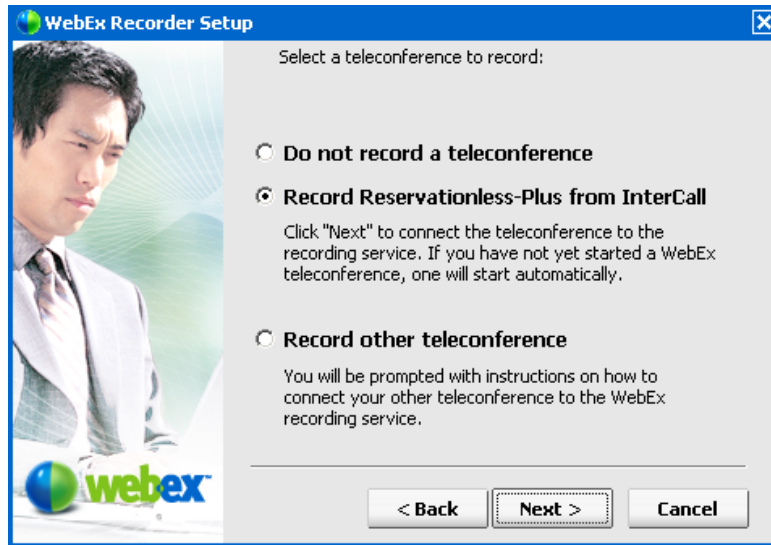 WebEx Recorder Setup
Select a teleconference to record:
Do not record a teleconference
Record Reservationless-Plus from InterCall
Click "Next" to connect the teleconference to the
recording service. If you have not yet started a WebEx
teleconference, one will start automatically.
Record other teleconference
You will be prompted with instructions on how to
connect your other teleconference to the WebEx
recording service.
webex™
< Back
Next >
Cancel